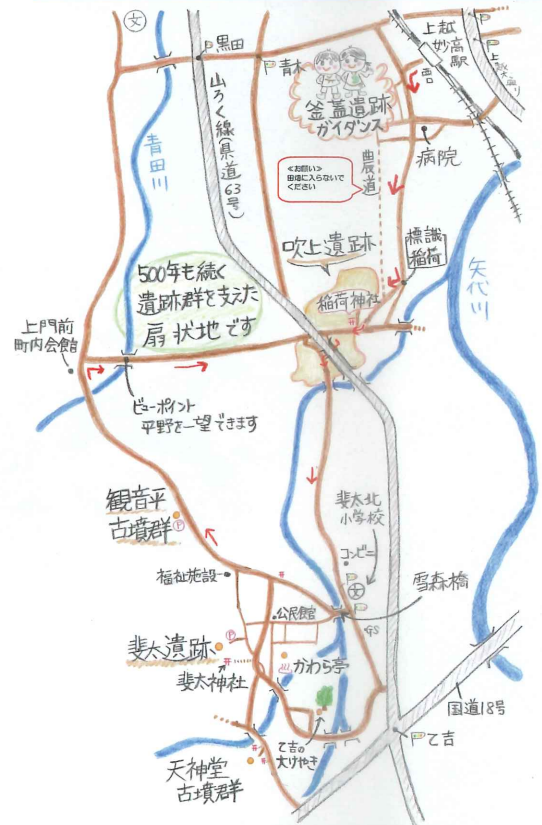 文
黒田
青木
上越
妙高
駅
西口
釜蓋遺跡
ガイダンス
青田川
山ろく線(県道63号)
農道
病院
<お願い>
田畑に入らないで
ください
吹上遺跡
標識
稲荷
稲荷神社
矢代川
500年も続く
遺跡群を支えた
扇状地です
上門前
町内会館
ビューポイント
平野を一望できます
観音平
古墳群
P
斐太北
小学校
コンビニ
福祉施設
文
雪森橋
公民館
GS
斐太遺跡
P
かわら亭
斐太神社
国道18号
乙吉の
大けやき
乙吉
天神堂
古墳群